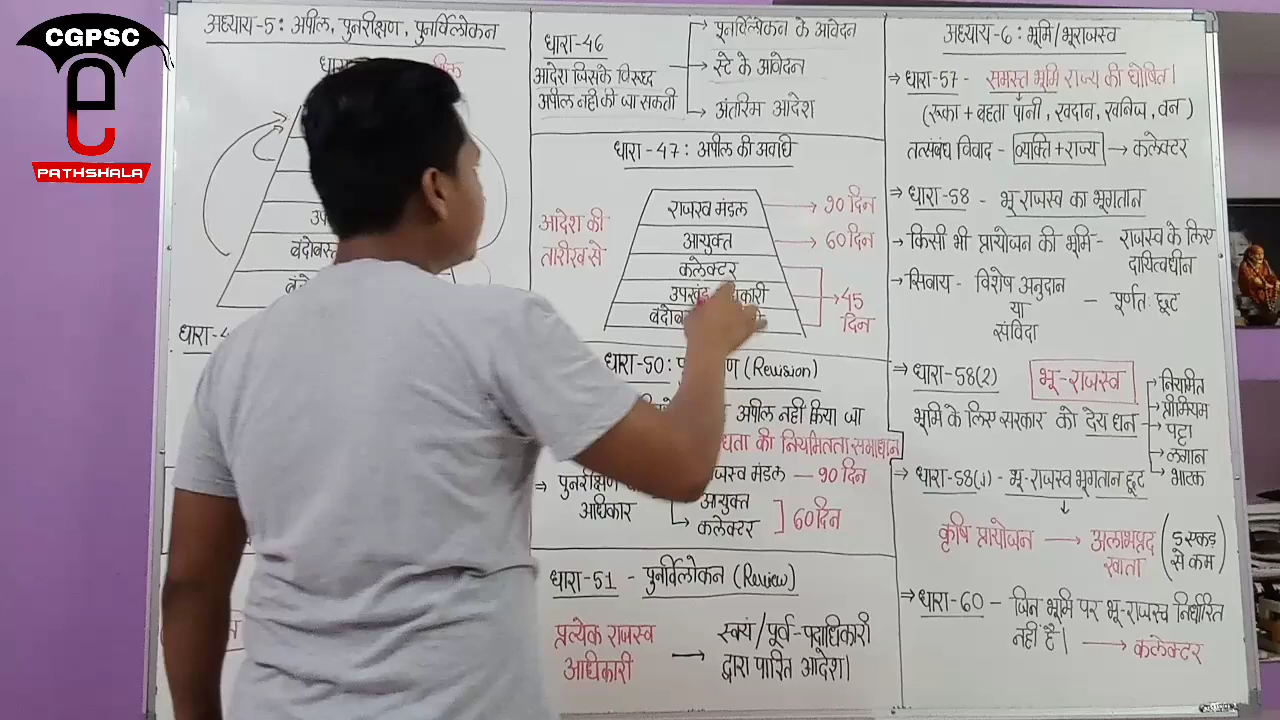 CGPSC
e
PATHSHALA
अध्याय-5: अपील, पुनरीक्षण, पुनर्विलोकन
धारा-46
आदेश जिसके विरूध्द
अपील नही की जा सकती
पुनर्विलोकन के आवेदन
स्टे के आवेदन
अंतरिम आदेश
धारा-47: अपील की अवधि
आदेश की
तारीख से
राजस्व मंडल → 90 दिन
आयुक्त → 60 दिन
कलेक्टर
→ 45
दिन
धारा-50: (Revision)
अपील नही किया जा
की नियमितता समाधान
⇒ पुनरीक्षण
अधिकार
राजस्व मंडल — 90 दिन
आयुक्त
कलेक्टर
] 60 दिन
धारा-51 - पुनर्विलोकन (Review)
प्रत्येक राजस्व
अधिकारी
→ स्वयं/पूर्व-पदाधिकारी
द्वारा पारित आदेश।
अध्याय-6: भूमि/भूराजस्व
→ धारा-57 - समस्त भूमि राज्य की घोषित।
(रूका + बहता पानी, खदान, खनिज, वन)
तत्संबंध विवाद - व्यक्ति+राज्य → कलेक्टर
→ धारा-58 - भू राजस्व का भूगतान
→ किसी भी प्रायोजन की भूमि - राजस्व के लिए
दायित्वधीन
→ सिवाय - विशेष अनुदान
या
संविदा
- पूर्णतः छूट
→ धारा-58(2) भू-राजस्व
भूमि के लिए सरकार को देय धन
नियमित
प्रीमियम
पट्टा
लगान
भाटक
→ धारा-58(1) - भू-राजस्व भूगतान छूट
↓
कृषि प्रायोजन → अलाभप्रद
खाता
(5 एकड़
से कम)
⇒ धारा-60 - जिन भूमि पर भू-राजस्व निर्धारित
नहीं है। → कलेक्टर